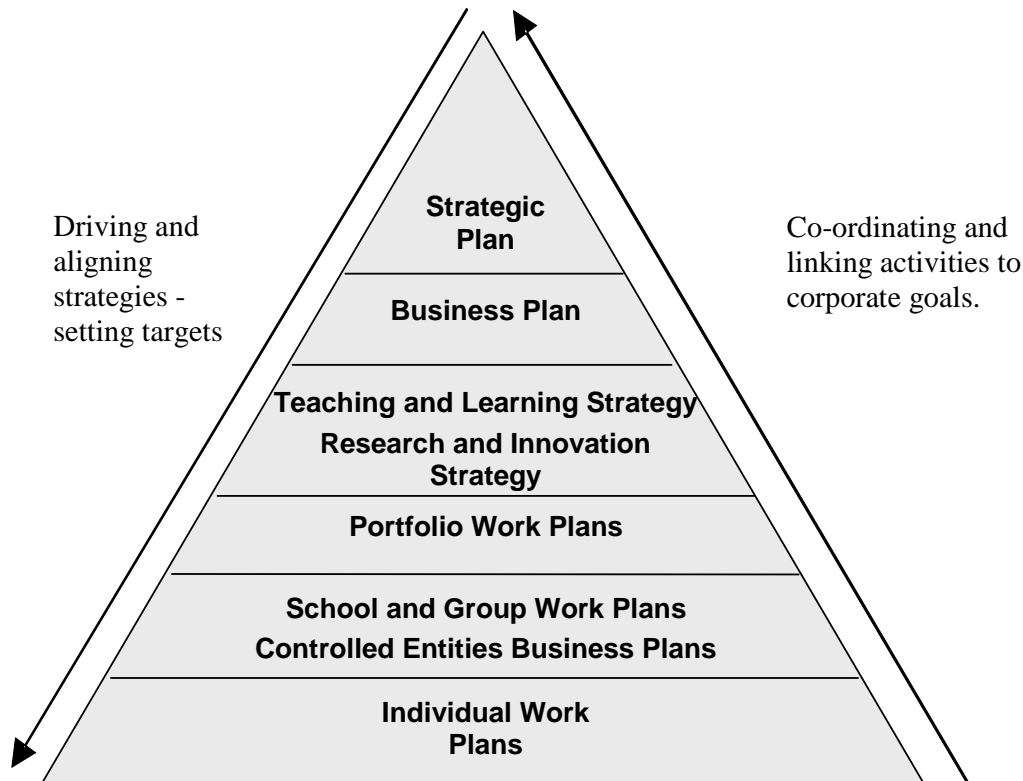 Strategic
Plan
Driving and
aligning
strategies -
setting targets
Co-ordinating and
linking activities to
corporate goals.
Business Plan
Teaching and Learning Strategy
Research and Innovation
Strategy
Portfolio Work Plans
School and Group Work Plans
Controlled Entities Business Plans
Individual Work
Plans